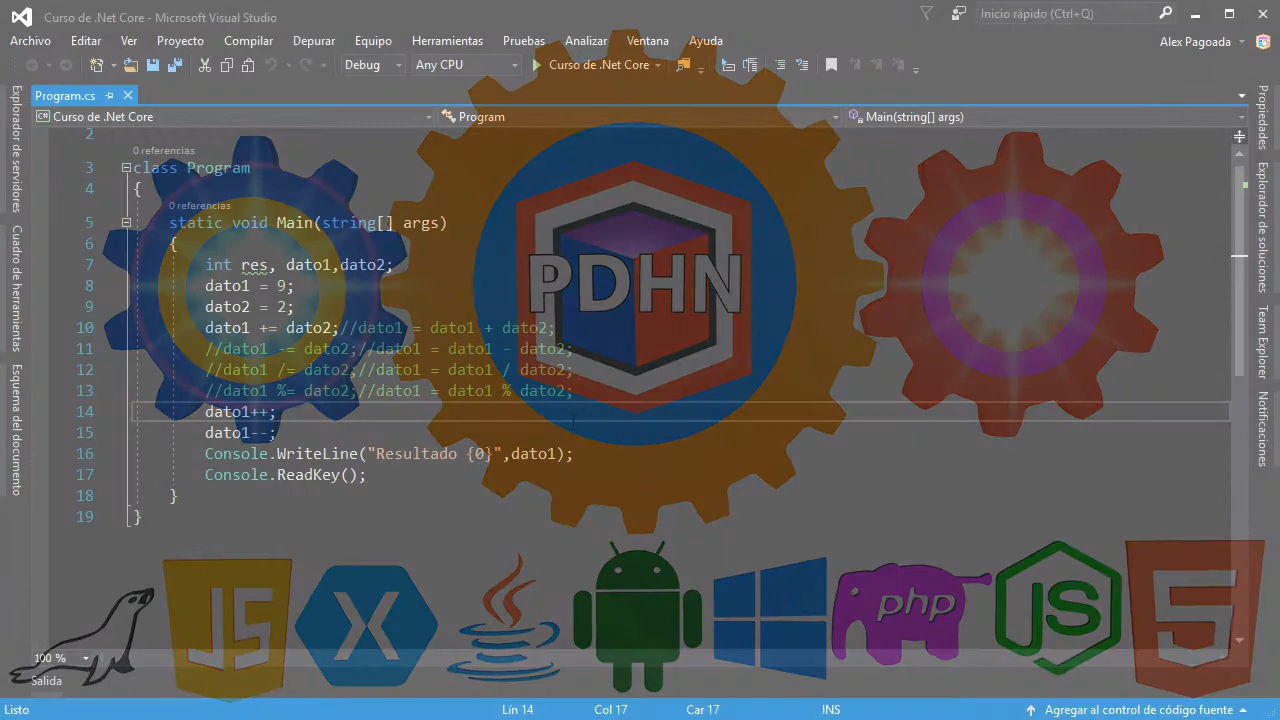 Curso de .Net Core - Microsoft Visual Studio
Inicio rápido (Ctrl+Q)
Archivo Editar Ver Proyecto Compilar Depurar Equipo Herramientas Pruebas Analizar Ventana Ayuda
Alex Pagoada
Debug Any CPU Curso de .Net Core
Program.cs
C# Curso de .Net Core Program Main(string[] args)
Explorador de servidores
Cuadro de herramientas
Esquema del documento
2
0 referencias
3 class Program
4 {
0 referencias
5 static void Main(string[] args)
6 {
7 int res, dato1,dato2;
8 dato1 = 9;
9 dato2 = 2;
10 dato1 += dato2;//dato1 = dato1 + dato2;
11 //dato1 -= dato2;//dato1 = dato1 - dato2;
12 //dato1 /= dato2;//dato1 = dato1 / dato2;
13 //dato1 %= dato2;//dato1 = dato1 % dato2;
14 dato1++;
15 dato1--;
16 Console.WriteLine("Resultado {0}",dato1);
17 Console.ReadKey();
18 }
19 }
PDHN
Propiedades
Explorador de soluciones
Team Explorer
Notificaciones
JS
X
php
JS
5
100 %
Salida
Listo Lín 14 Col 17 Car 17 INS Agregar al control de código fuente